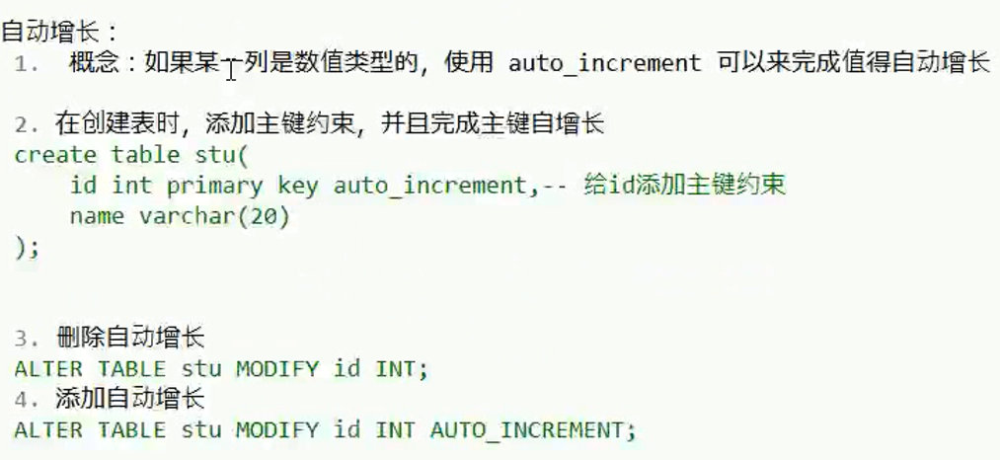 自动增长：
1. 概念：如果某一列是数值类型的，使用 auto_increment 可以来完成值得自动增长
2. 在创建表时，添加主键约束，并且完成主键自增长
create table stu(
id int primary key auto_increment,-- 给id添加主键约束
name varchar(20)
);
3. 删除自动增长
ALTER TABLE stu MODIFY id INT;
4. 添加自动增长
ALTER TABLE stu MODIFY id INT AUTO_INCREMENT;